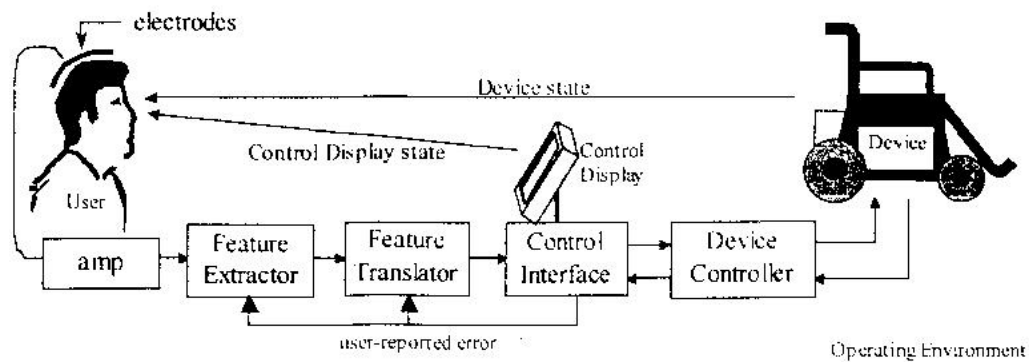 electrodes
Device state
Control Display state
Control
Display
Device
User
amp
Feature
Extractor
Feature
Translator
Control
Interface
Device
Controller
user-reported error
Operating Environment